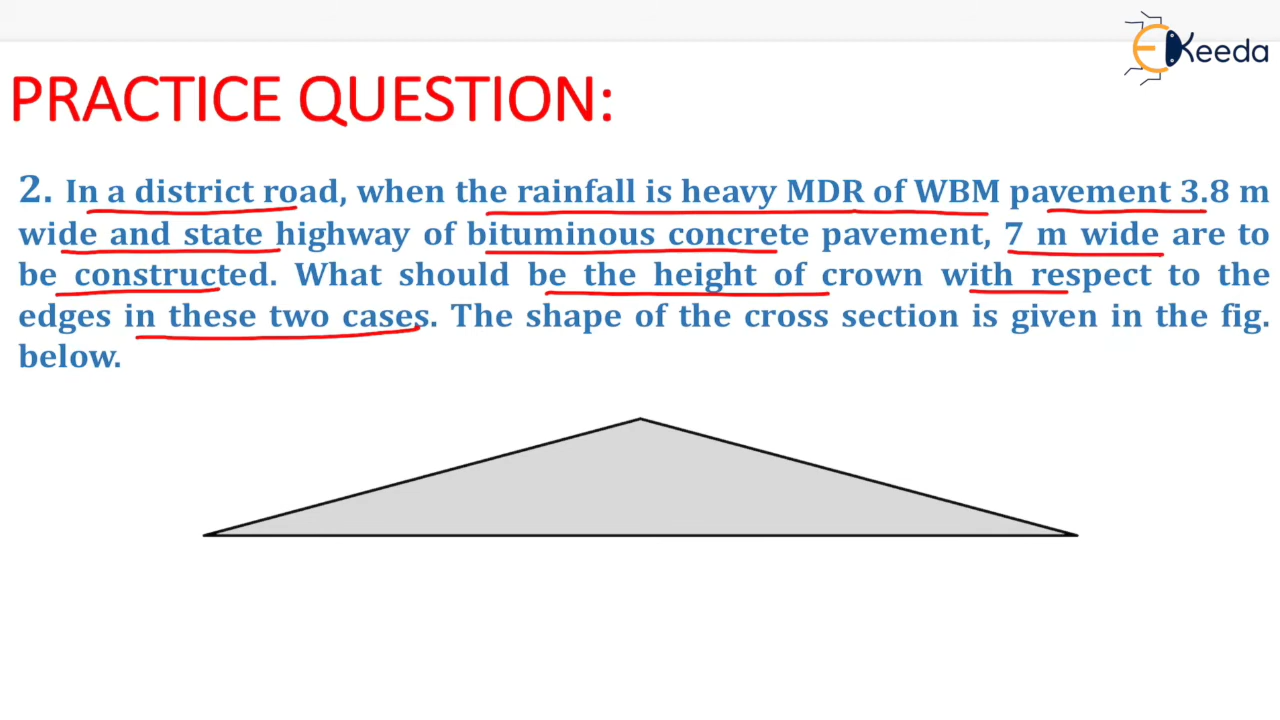 EKeeda
PRACTICE QUESTION:
2. In a district road, when the rainfall is heavy MDR of WBM pavement 3.8 m
wide and state highway of bituminous concrete pavement, 7 m wide are to
be constructed. What should be the height of crown with respect to the
edges in these two cases. The shape of the cross section is given in the fig.
below.